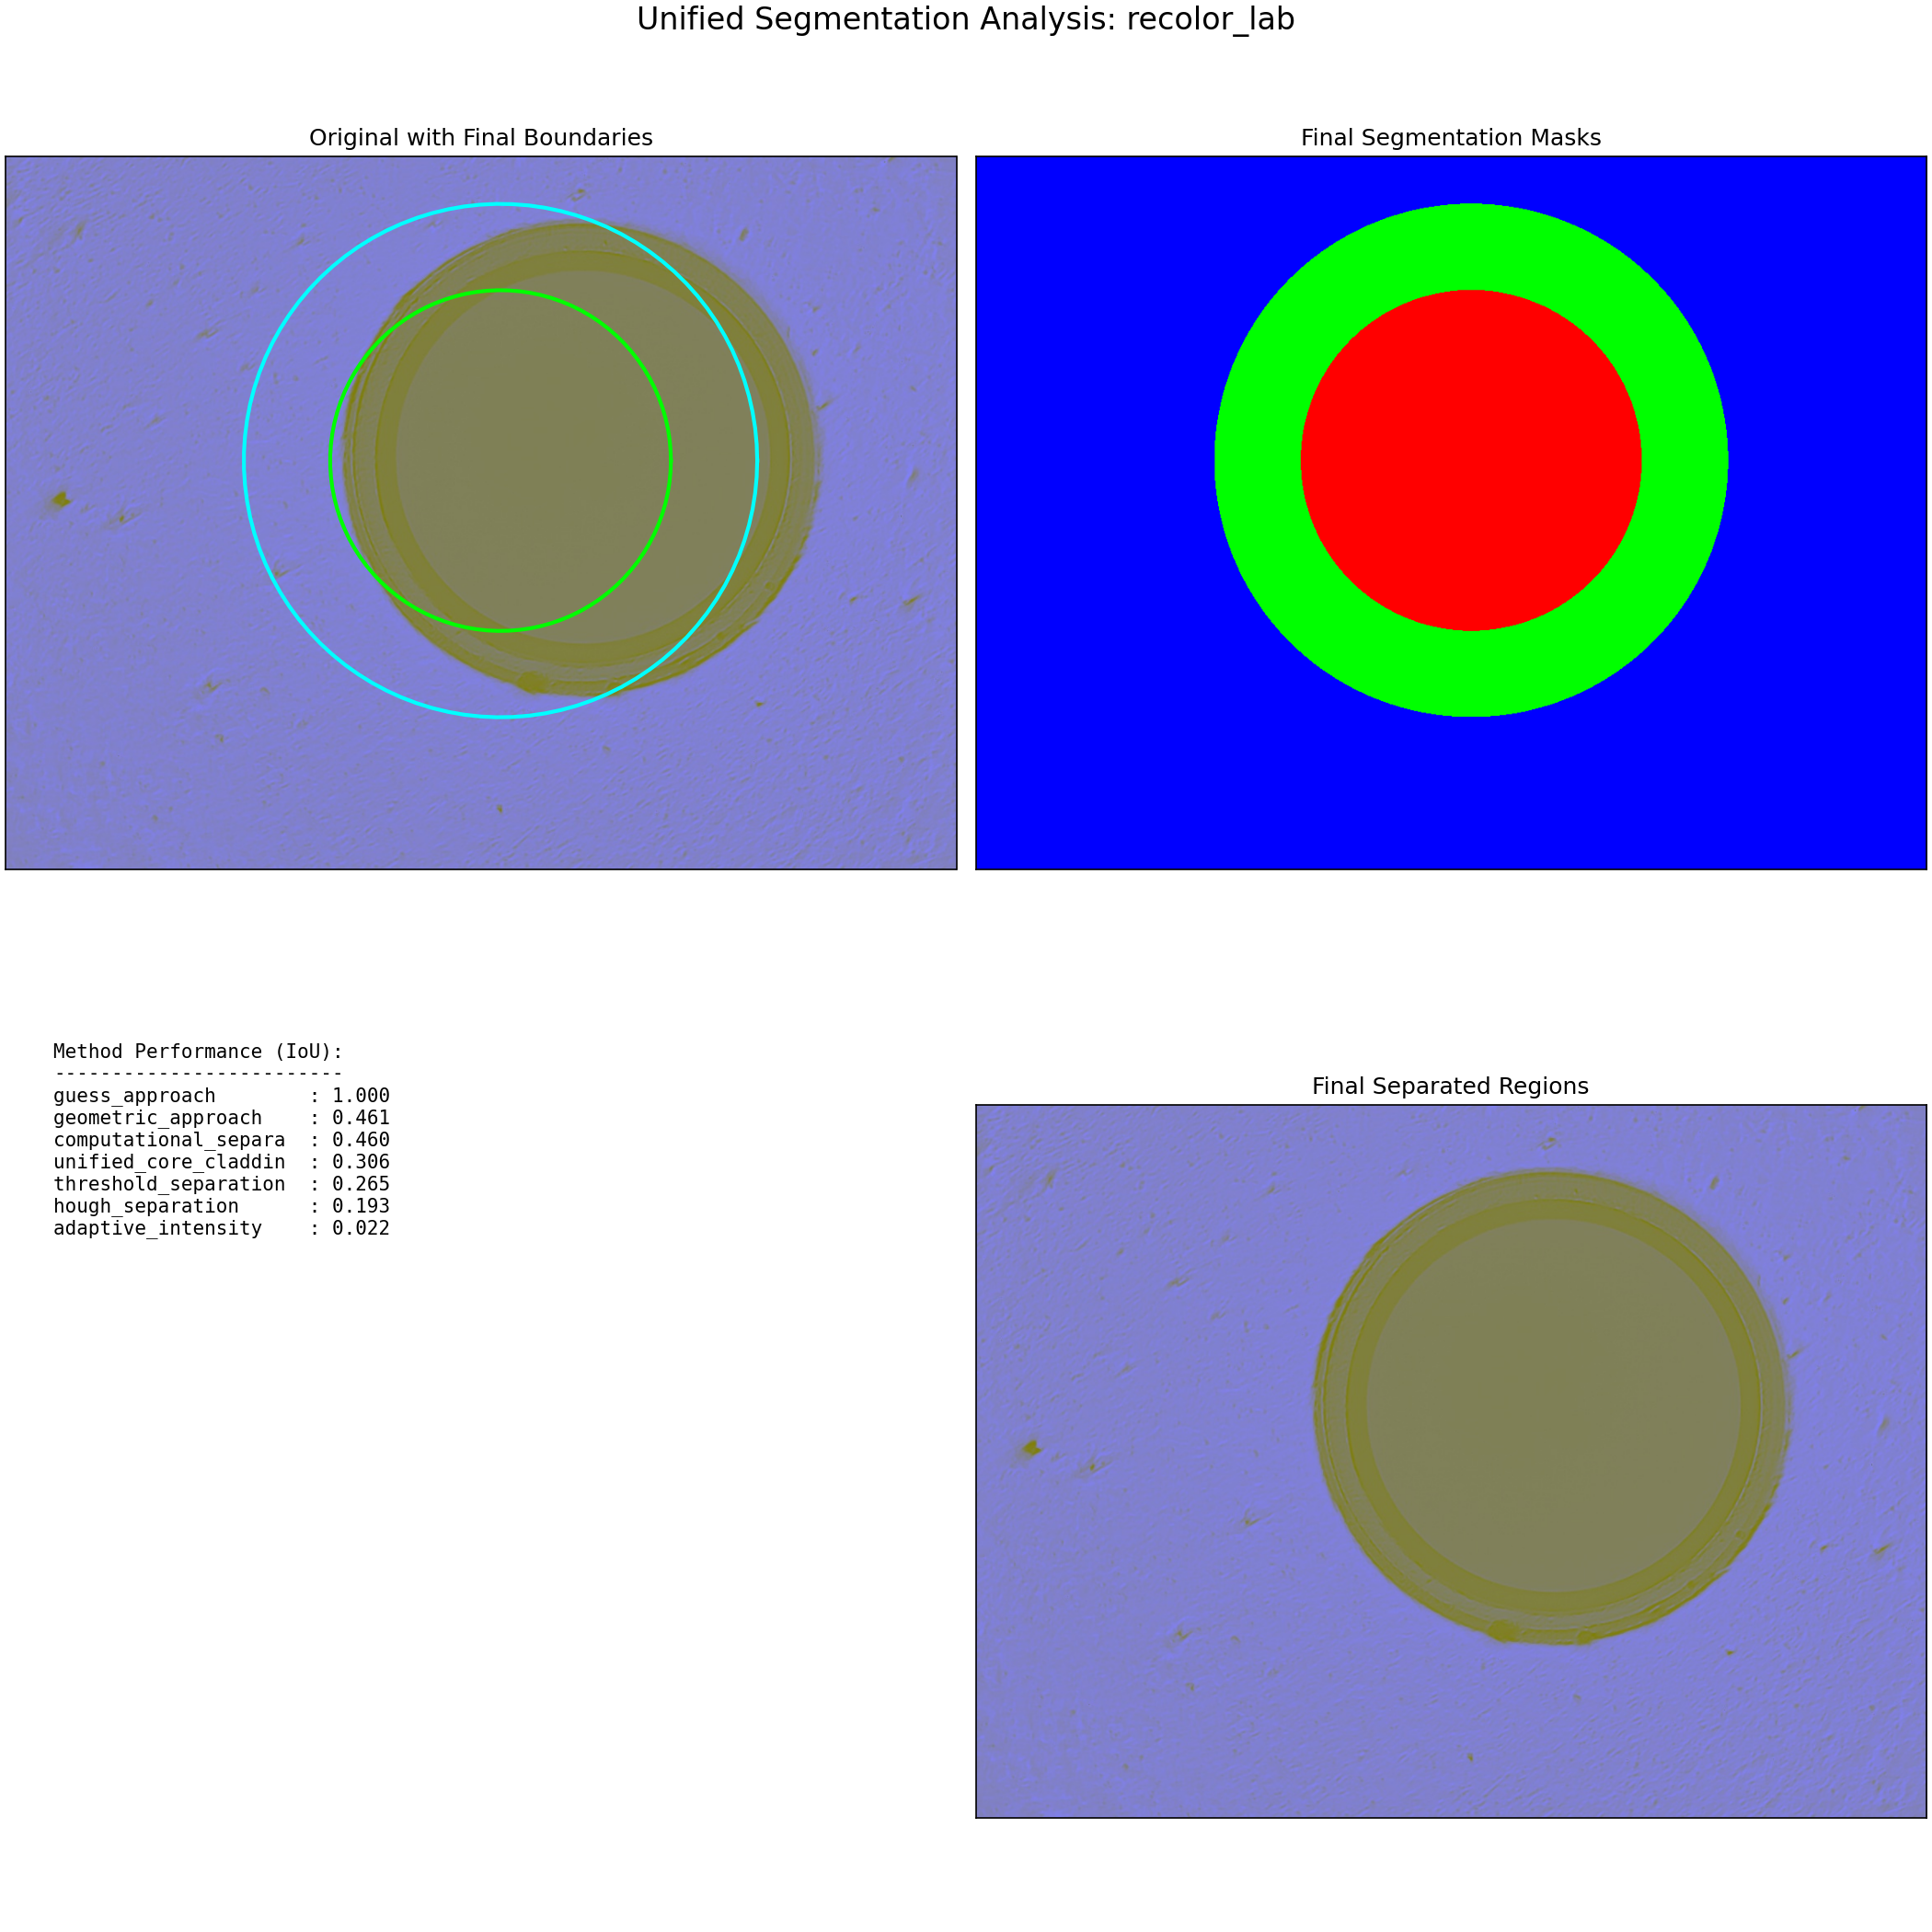 Unified Segmentation Analysis: recolor_lab
Original with Final Boundaries
Final Segmentation Masks
Method Performance (IoU):
-------------------------
guess_approach        : 1.000
geometric_approach    : 0.461
computational_separa  : 0.460
unified_core_claddin  : 0.306
threshold_separation  : 0.265
hough_separation      : 0.193
adaptive_intensity    : 0.022
Final Separated Regions